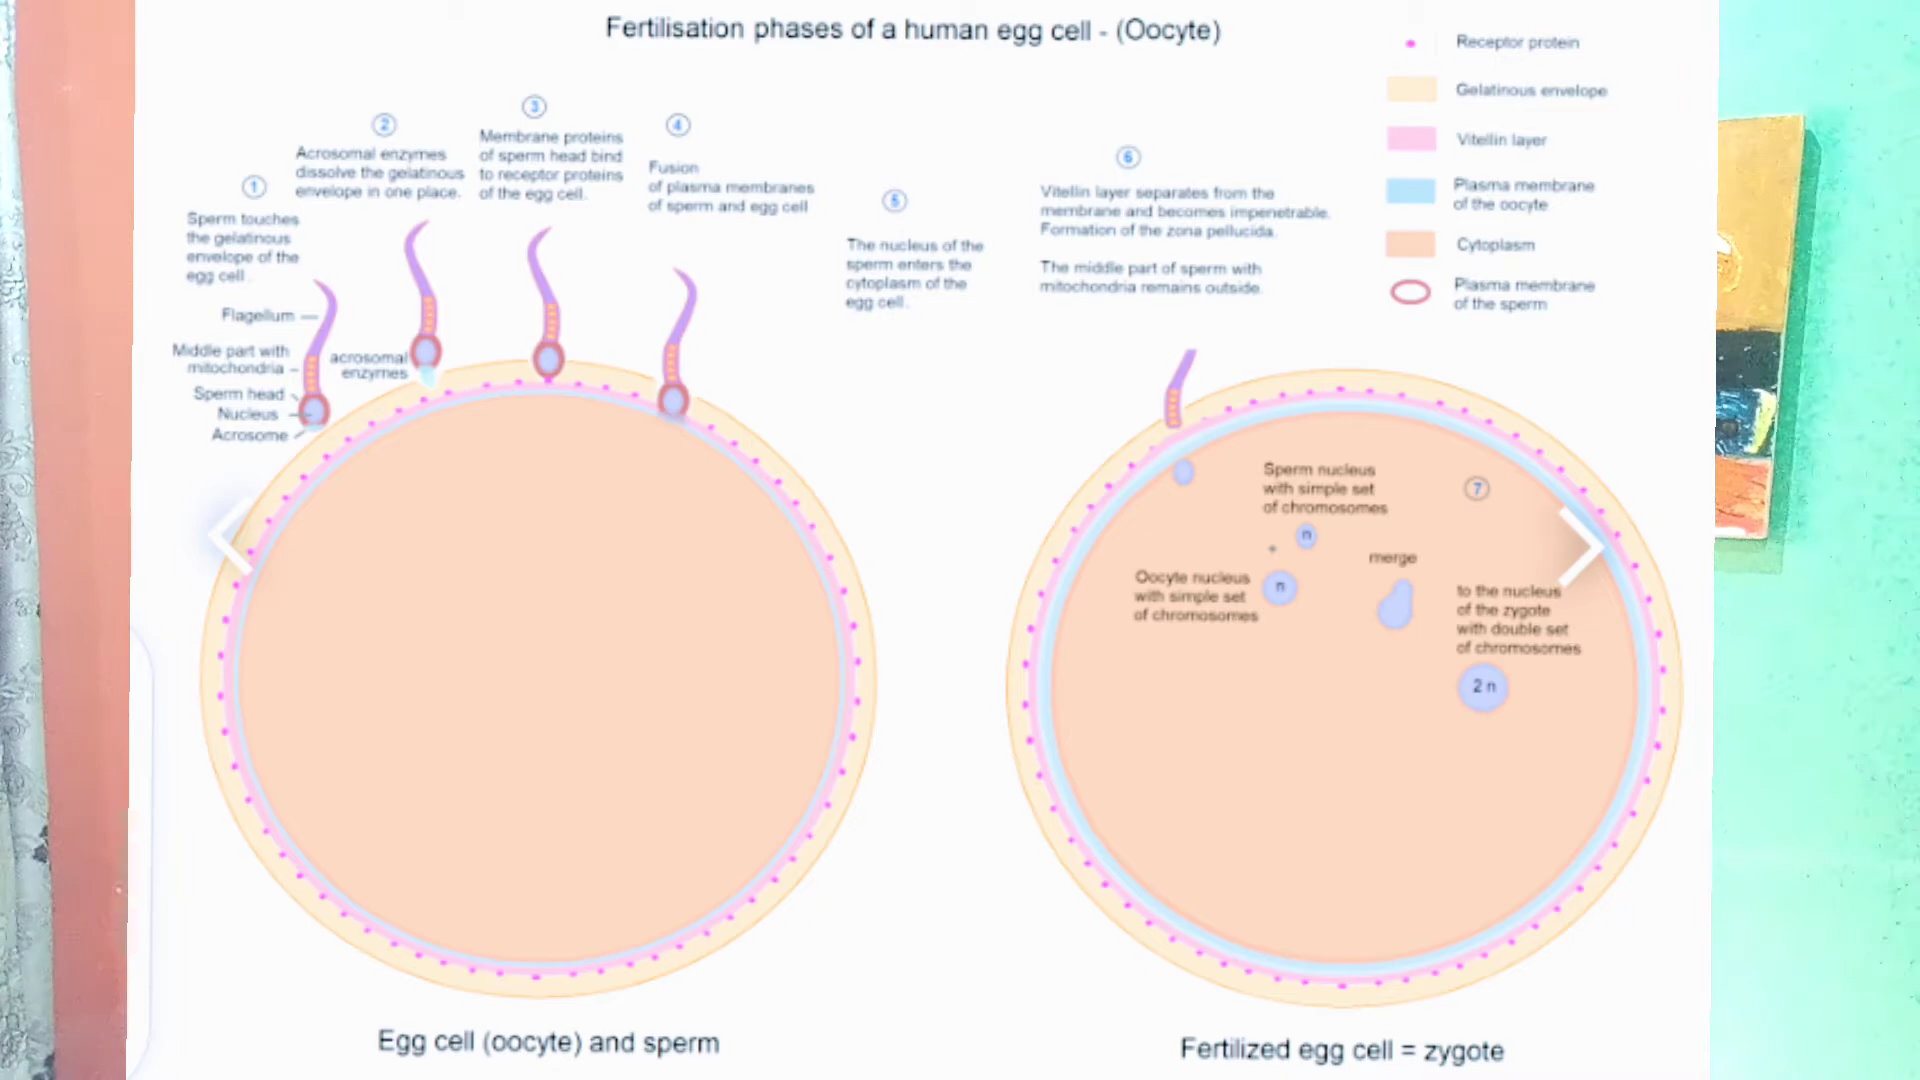 Fertilisation phases of a human egg cell - (Oocyte)
1
Sperm touches
the gelatinous
envelope of the
egg cell.
2
Acrosomal enzymes
dissolve the gelatinous
envelope in one place.
3
Membrane proteins
of sperm head bind
to receptor proteins
of the egg cell.
4
Fusion
of plasma membranes
of sperm and egg cell
5
The nucleus of the
sperm enters the
cytoplasm of the
egg cell.
6
Vitellin layer separates from the
membrane and becomes impenetrable.
Formation of the zona pellucida.
The middle part of sperm with
mitochondria remains outside.
Receptor protein
Gelatinous envelope
Vitellin layer
Plasma membrane
of the oocyte
Cytoplasm
Plasma membrane
of the sperm
Flagellum
Middle part with
mitochondria
Sperm head
Nucleus
Acrosome
acrosomal
enzymes
Sperm nucleus
with simple set
of chromosomes
n
+
Oocyte nucleus
with simple set
of chromosomes
n
7
merge
to the nucleus
of the zygote
with double set
of chromosomes
2 n
Egg cell (oocyte) and sperm
Fertilized egg cell = zygote